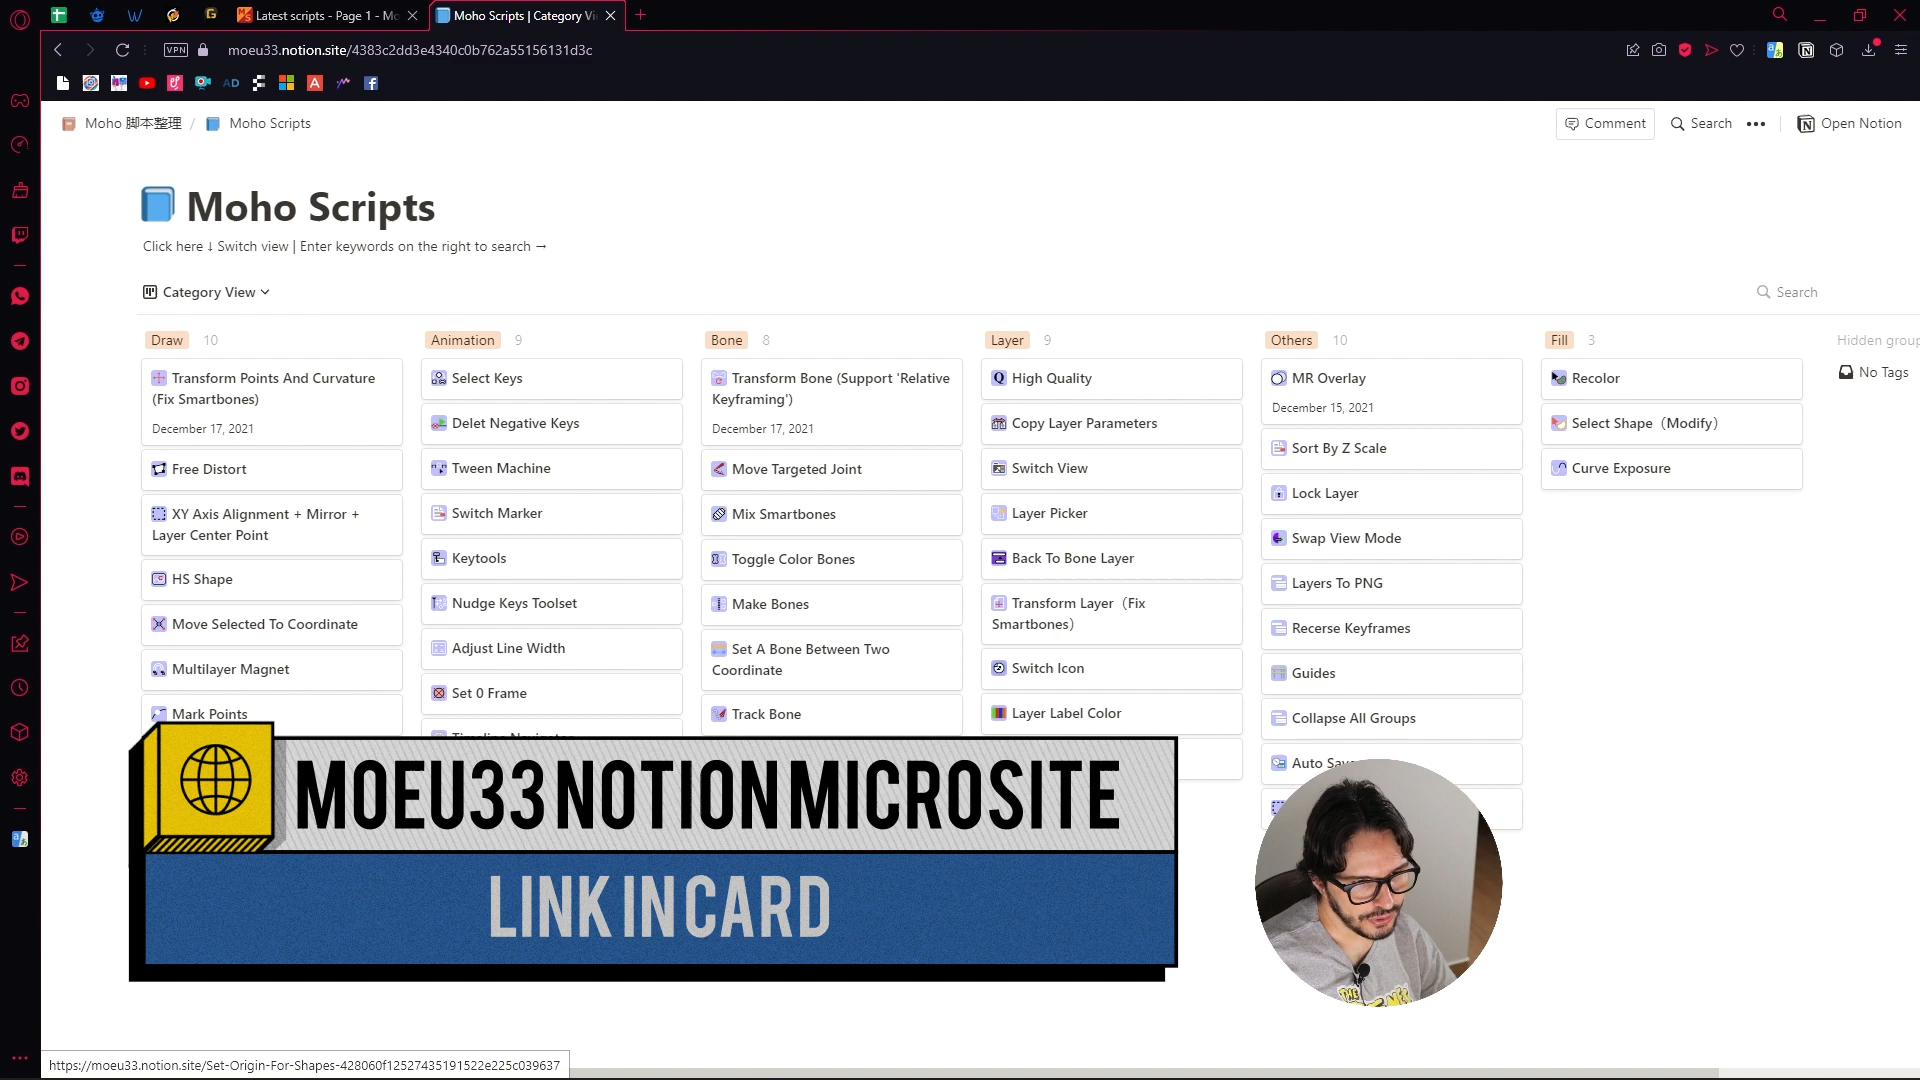 Latest scripts - Page 1 - Mo
Moho Scripts | Category Vi
VPN
moeu33.notion.site/4383c2dd3e4340c0b762a55156131d3c
AD
Moho 脚本整理 / Moho Scripts
Comment
Search
Open Notion
Moho Scripts
Click here ↓ Switch view | Enter keywords on the right to search →
Category View
Search
Draw 10
Transform Points And Curvature
(Fix Smartbones)
December 17, 2021
Free Distort
XY Axis Alignment + Mirror +
Layer Center Point
HS Shape
Move Selected To Coordinate
Multilayer Magnet
Mark Points
Animation 9
Select Keys
Delet Negative Keys
Tween Machine
Switch Marker
Keytools
Nudge Keys Toolset
Adjust Line Width
Set 0 Frame
Timeline Navigator
Bone 8
Transform Bone (Support 'Relative
Keyframing')
December 17, 2021
Move Targeted Joint
Mix Smartbones
Toggle Color Bones
Make Bones
Set A Bone Between Two
Coordinate
Track Bone
Layer 9
High Quality
Copy Layer Parameters
Switch View
Layer Picker
Back To Bone Layer
Transform Layer（Fix
Smartbones）
Switch Icon
Layer Label Color
Others 10
MR Overlay
December 15, 2021
Sort By Z Scale
Lock Layer
Swap View Mode
Layers To PNG
Recerse Keyframes
Guides
Collapse All Groups
Auto Sav
Fill 3
Recolor
Select Shape（Modify）
Curve Exposure
Hidden group
No Tags
MOEU33 NOTION MICROSITE
LINK IN CARD
https://moeu33.notion.site/Set-Origin-For-Shapes-428060f12527435191522e225c039637